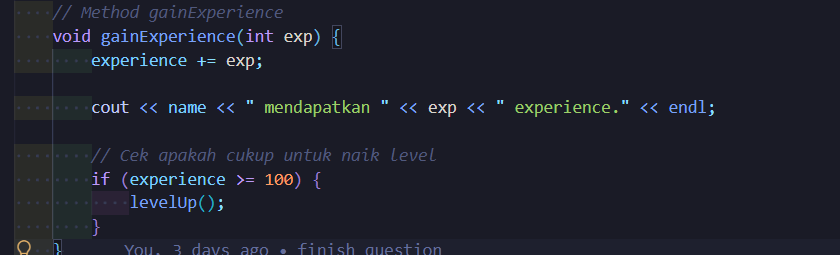 // Method gainExperience
void gainExperience(int exp) {
experience += exp;
cout << name << " mendapatkan " << exp << " experience." << endl;
// Cek apakah cukup untuk naik level
if (experience >= 100) {
levelUp();
}
} You, 3 days ago • finish question